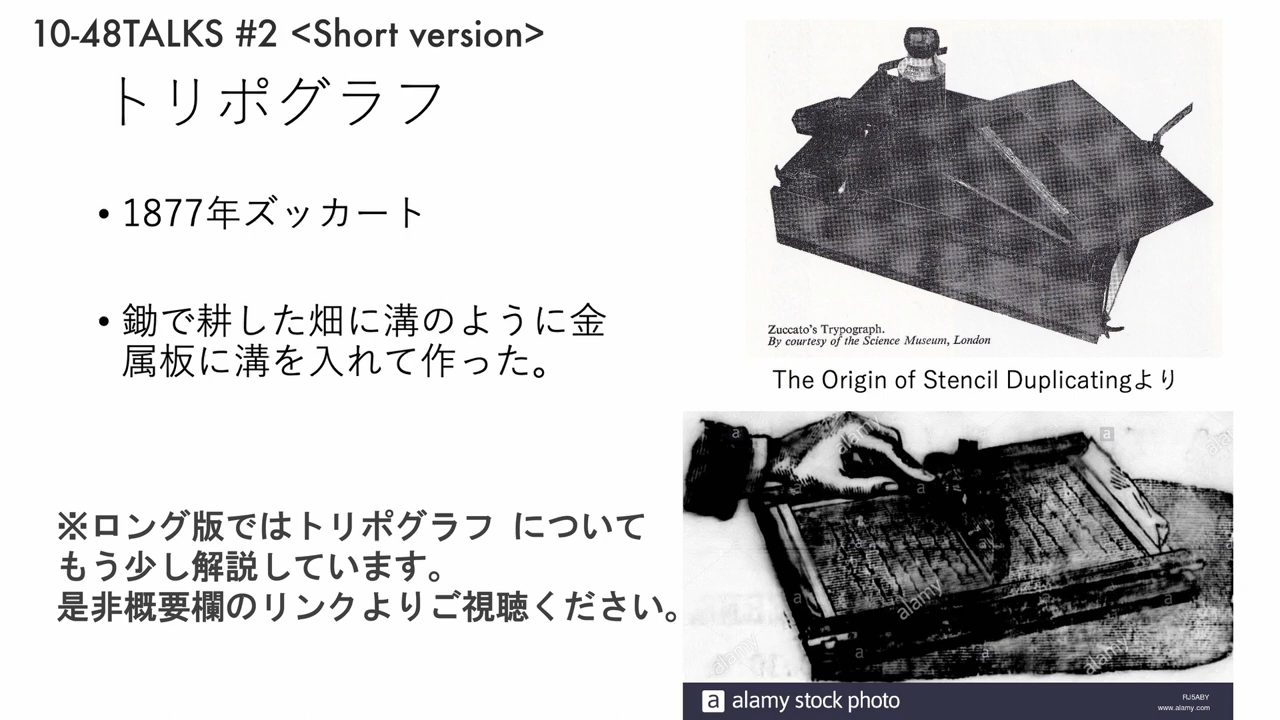 10-48TALKS #2 <Short version>
トリポグラフ
• 1877年ズッカート
• 鋤で耕した畑に溝のように金
属板に溝を入れて作った。
※ロング版ではトリポグラフ について
もう少し解説しています。
是非概要欄のリンクよりご視聴ください。
Zuccato's Trypograph.
By courtesy of the Science Museum, London
The Origin of Stencil Duplicatingより
a
alamy
a
alamy
a
a
alamy
a
alamy
a
a
alamy
a alamy stock photo
RJ5ABY
www.alamy.com